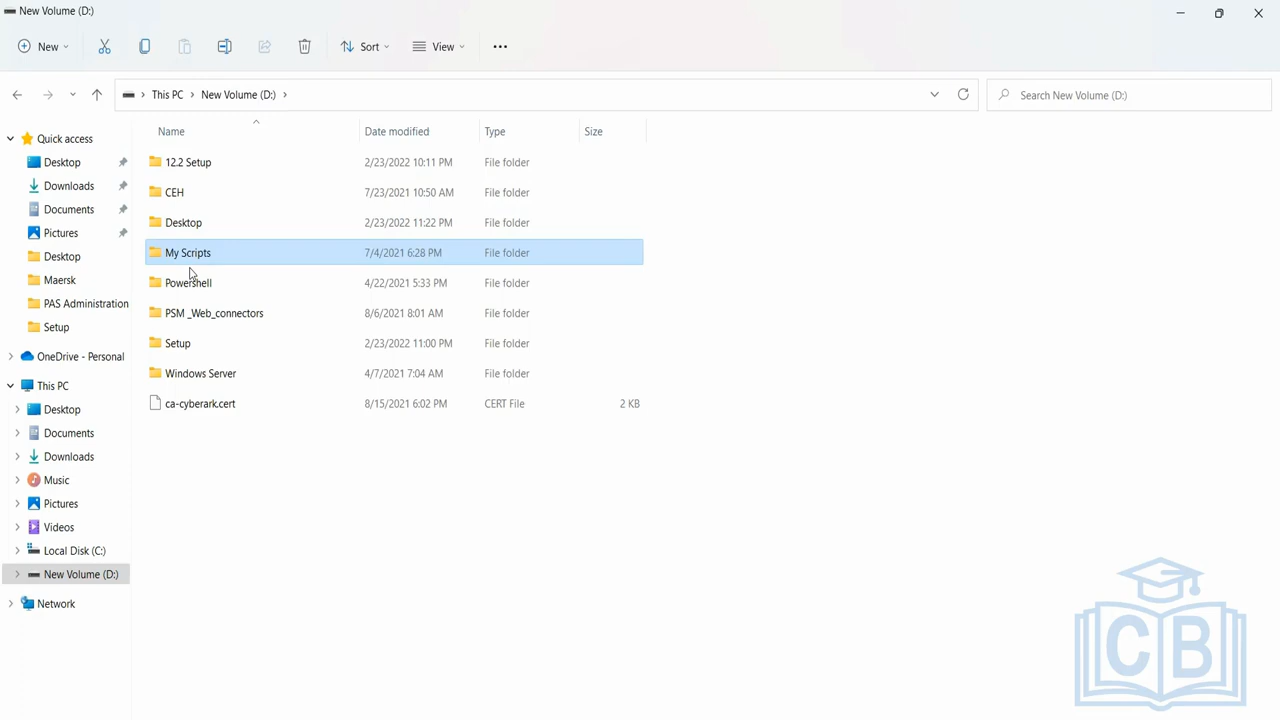 New Volume (D:)
New
Sort
View
This PC
New Volume (D:)
Search New Volume (D:)
Name
Date modified
Type
Size
12.2 Setup 2/23/2022 10:11 PM File folder
CEH 7/23/2021 10:50 AM File folder
Desktop 2/23/2022 11:22 PM File folder
My Scripts 7/4/2021 6:28 PM File folder
Powershell 4/22/2021 5:33 PM File folder
PSM _Web_connectors 8/6/2021 8:01 AM File folder
Setup 2/23/2022 11:00 PM File folder
Windows Server 4/7/2021 7:04 AM File folder
ca-cyberark.cert 8/15/2021 6:02 PM CERT File 2 KB
Quick access
Desktop
Downloads
Documents
Pictures
Desktop
Maersk
PAS Administration
Setup
OneDrive - Personal
This PC
Desktop
Documents
Downloads
Music
Pictures
Videos
Local Disk (C:)
New Volume (D:)
Network
CB